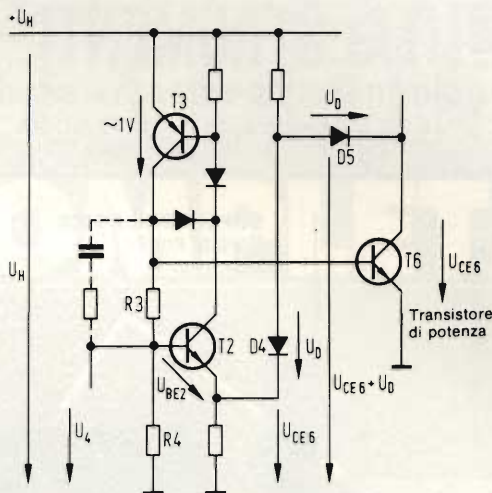 +U_H
T3
~1V
U_D
D5
U_H
T6
U_CE6
Transistore
di potenza
R3
T2
D4
U_D
U_BE2
U_CE6+U_D
U_4
R4
U_CE6